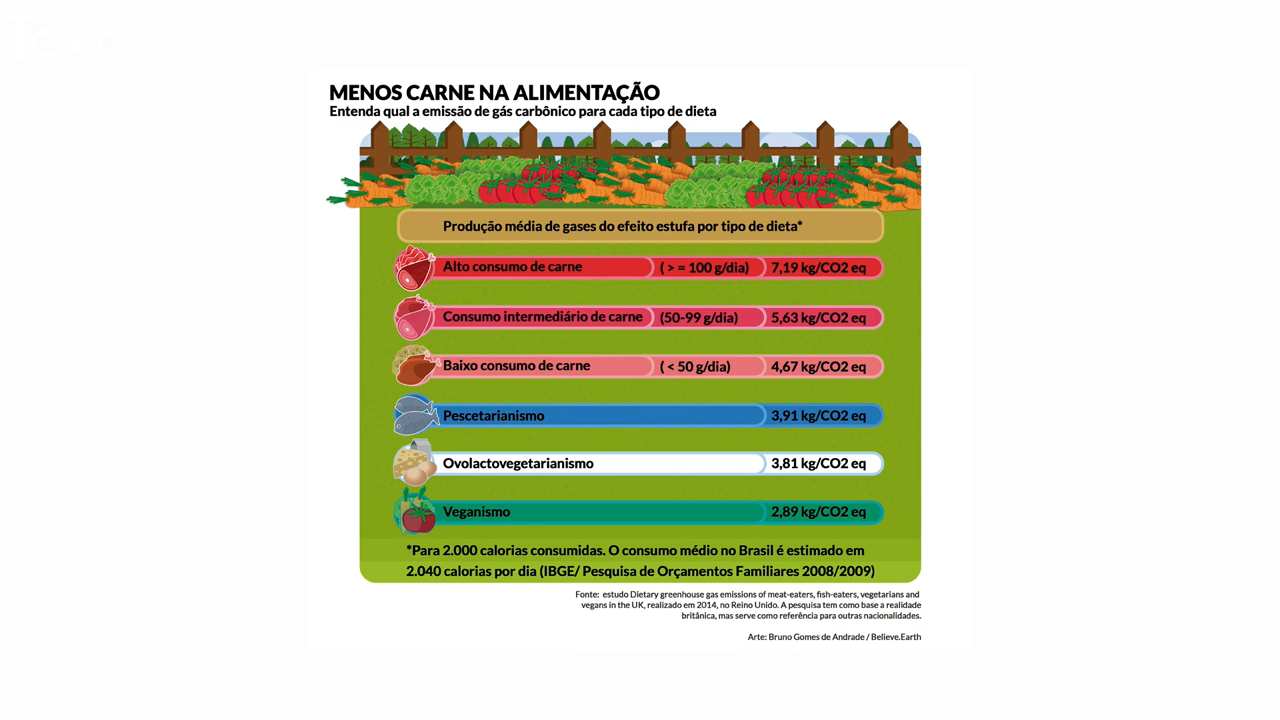 Text
MENOS CARNE NA ALIMENTAÇÃO
Entenda qual a emissão de gás carbônico para cada tipo de dieta
Produção média de gases do efeito estufa por tipo de dieta*
Alto consumo de carne ( > = 100 g/dia) 7,19 kg/CO2 eq
Consumo intermediário de carne (50-99 g/dia) 5,63 kg/CO2 eq
Baixo consumo de carne ( < 50 g/dia) 4,67 kg/CO2 eq
Pescetarianismo 3,91 kg/CO2 eq
Ovolactovegetarianismo 3,81 kg/CO2 eq
Veganismo 2,89 kg/CO2 eq
*Para 2.000 calorias consumidas. O consumo médio no Brasil é estimado em
2.040 calorias por dia (IBGE/ Pesquisa de Orçamentos Familiares 2008/2009)
Fonte: estudo Dietary greenhouse gas emissions of meat-eaters, fish-eaters, vegetarians and
vegans in the UK, realizado em 2014, no Reino Unido. A pesquisa tem como base a realidade
britânica, mas serve como referência para outras nacionalidades.
Arte: Bruno Gomes de Andrade / Believe.Earth